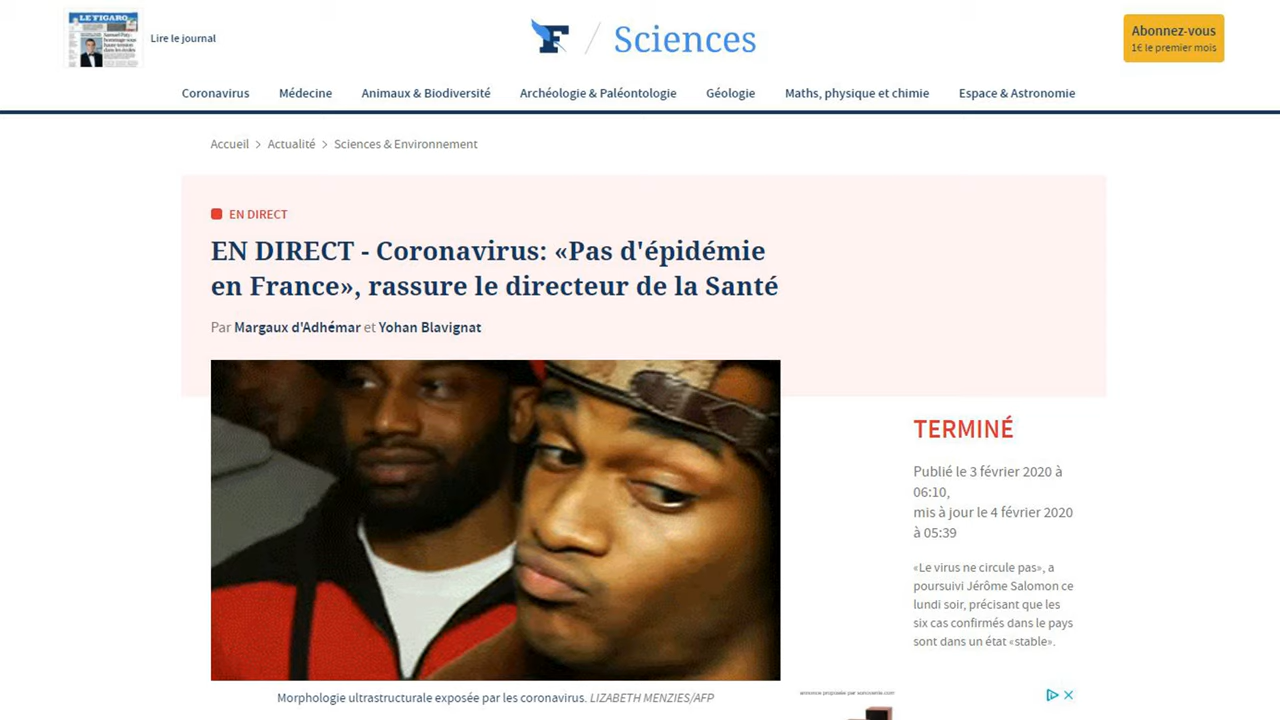 LE FIGARO
Lire le journal
F / Sciences
Abonnez-vous
1€ le premier mois
Coronavirus Médecine Animaux & Biodiversité Archéologie & Paléontologie Géologie Maths, physique et chimie Espace & Astronomie
Accueil > Actualité > Sciences & Environnement
EN DIRECT
EN DIRECT - Coronavirus: «Pas d'épidémie
en France», rassure le directeur de la Santé
Par Margaux d'Adhémar et Yohan Blavignat
TERMINÉ
Publié le 3 février 2020 à
06:10,
mis à jour le 4 février 2020
à 05:39
«Le virus ne circule pas», a
poursuivi Jérôme Salomon ce
lundi soir, précisant que les
six cas confirmés dans le pays
sont dans un état «stable».
Morphologie ultrastructurale exposée par les coronavirus. LIZABETH MENZIES/AFP